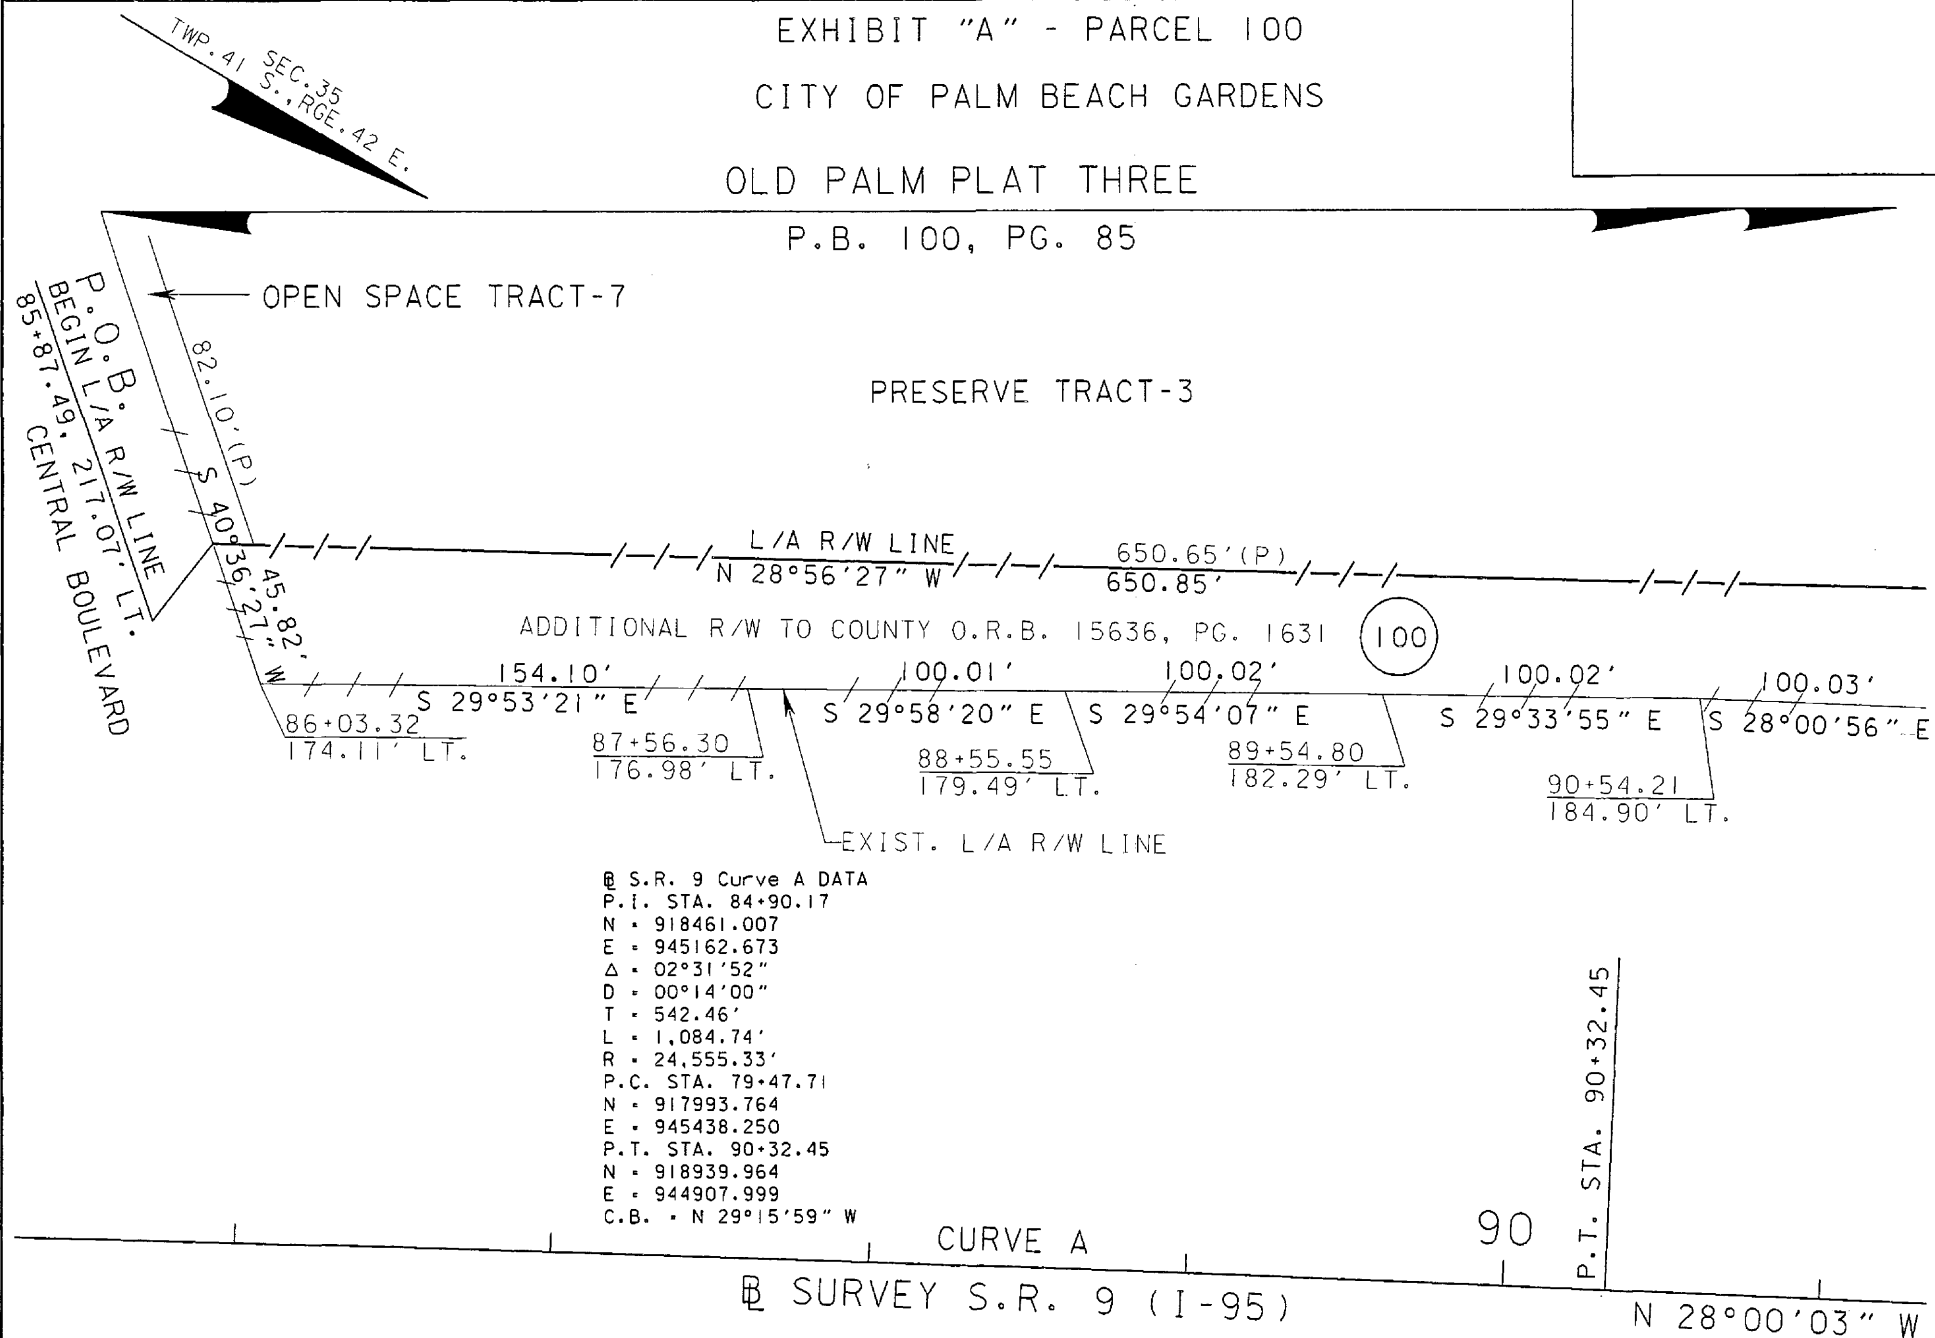 EXHIBIT "A" - PARCEL 100
CITY OF PALM BEACH GARDENS
SEC. 35
TWP. 41 S., RGE. 42 E.
OLD PALM PLAT THREE
P.B. 100, PG. 85
OPEN SPACE TRACT-7
PRESERVE TRACT-3
P.O.B.
BEGIN L/A R/W LINE
85+87.49, 217.07' LT.
CENTRAL BOULEVARD
82.10'(P)
S 40°36'27" W
45.82'
L/A R/W LINE
N 28°56'27" W
650.65'(P)
650.85'
ADDITIONAL R/W TO COUNTY O.R.B. 15636, PG. 1631
100
154.10'
S 29°53'21" E
100.01'
S 29°58'20" E
100.02'
S 29°54'07" E
100.02'
S 29°33'55" E
100.03'
S 28°00'56" E
86+03.32
174.11' LT.
87+56.30
176.98' LT.
88+55.55
179.49' LT.
89+54.80
182.29' LT.
90+54.21
184.90' LT.
EXIST. L/A R/W LINE
BL S.R. 9 Curve A DATA
P.I. STA. 84+90.17
N = 918461.007
E = 945162.673
Δ = 02°31'52"
D = 00°14'00"
T = 542.46'
L = 1,084.74'
R = 24,555.33'
P.C. STA. 79+47.71
N = 917993.764
E = 945438.250
P.T. STA. 90+32.45
N = 918939.964
E = 944907.999
C.B. = N 29°15'59" W
CURVE A
90
P.T. STA. 90+32.45
BL SURVEY S.R. 9 (I-95)
N 28°00'03" W